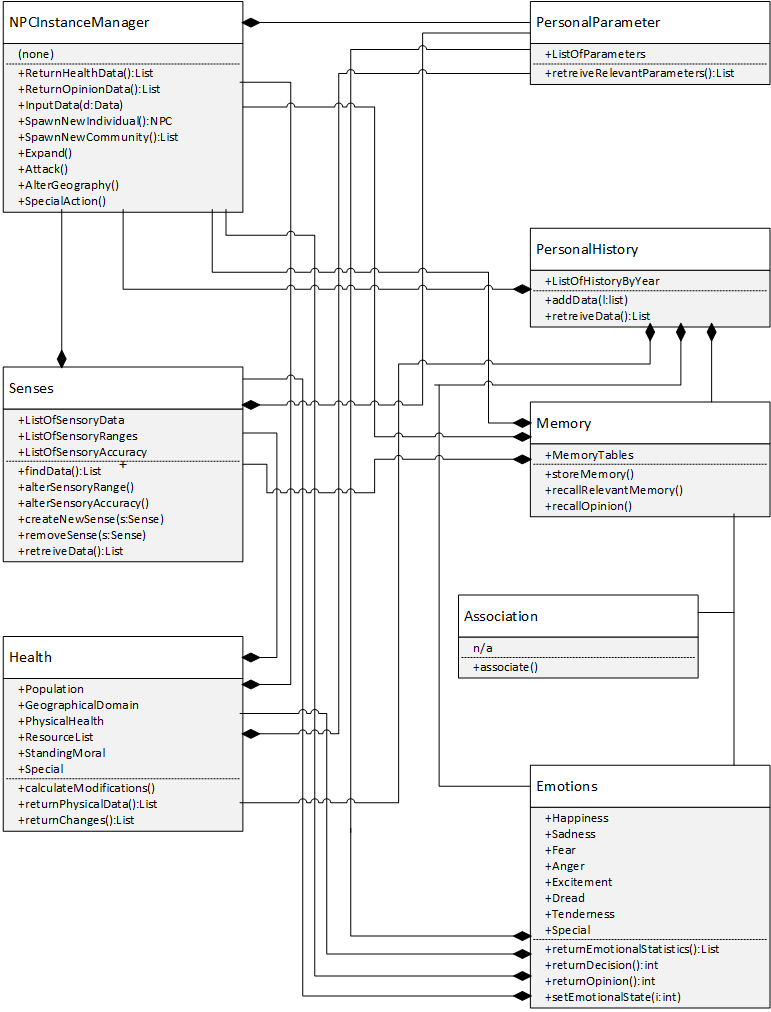 NPCInstanceManager
(none)
+ReturnHealthData():List
+ReturnOpinionData():List
+InputData(d:Data)
+SpawnNewIndividual():NPC
+SpawnNewCommunity():List
+Expand()
+Attack()
+AlterGeography()
+SpecialAction()
PersonalParameter
+ListOfParameters
+retreiveRelevantParameters():List
PersonalHistory
+ListOfHistoryByYear
+addData(l:list)
+retreiveData():List
Senses
+ListOfSensoryData
+ListOfSensoryRanges
+ListOfSensoryAccuracy
+findData():List
+alterSensoryRange()
+alterSensoryAccuracy()
+createNewSense(s:Sense)
+removeSense(s:Sense)
+retreiveData():List
Memory
+MemoryTables
+storeMemory()
+recallRelevantMemory()
+recallOpinion()
Association
n/a
+associate()
Health
+Population
+GeographicalDomain
+PhysicalHealth
+ResourceList
+StandingMoral
+Special
+calculateModifications()
+returnPhysicalData():List
+returnChanges():List
Emotions
+Happiness
+Sadness
+Fear
+Anger
+Excitement
+Dread
+Tenderness
+Special
+returnEmotionalStatistics():List
+returnDecision():int
+returnOpinion():int
+setEmotionalState(i:int)